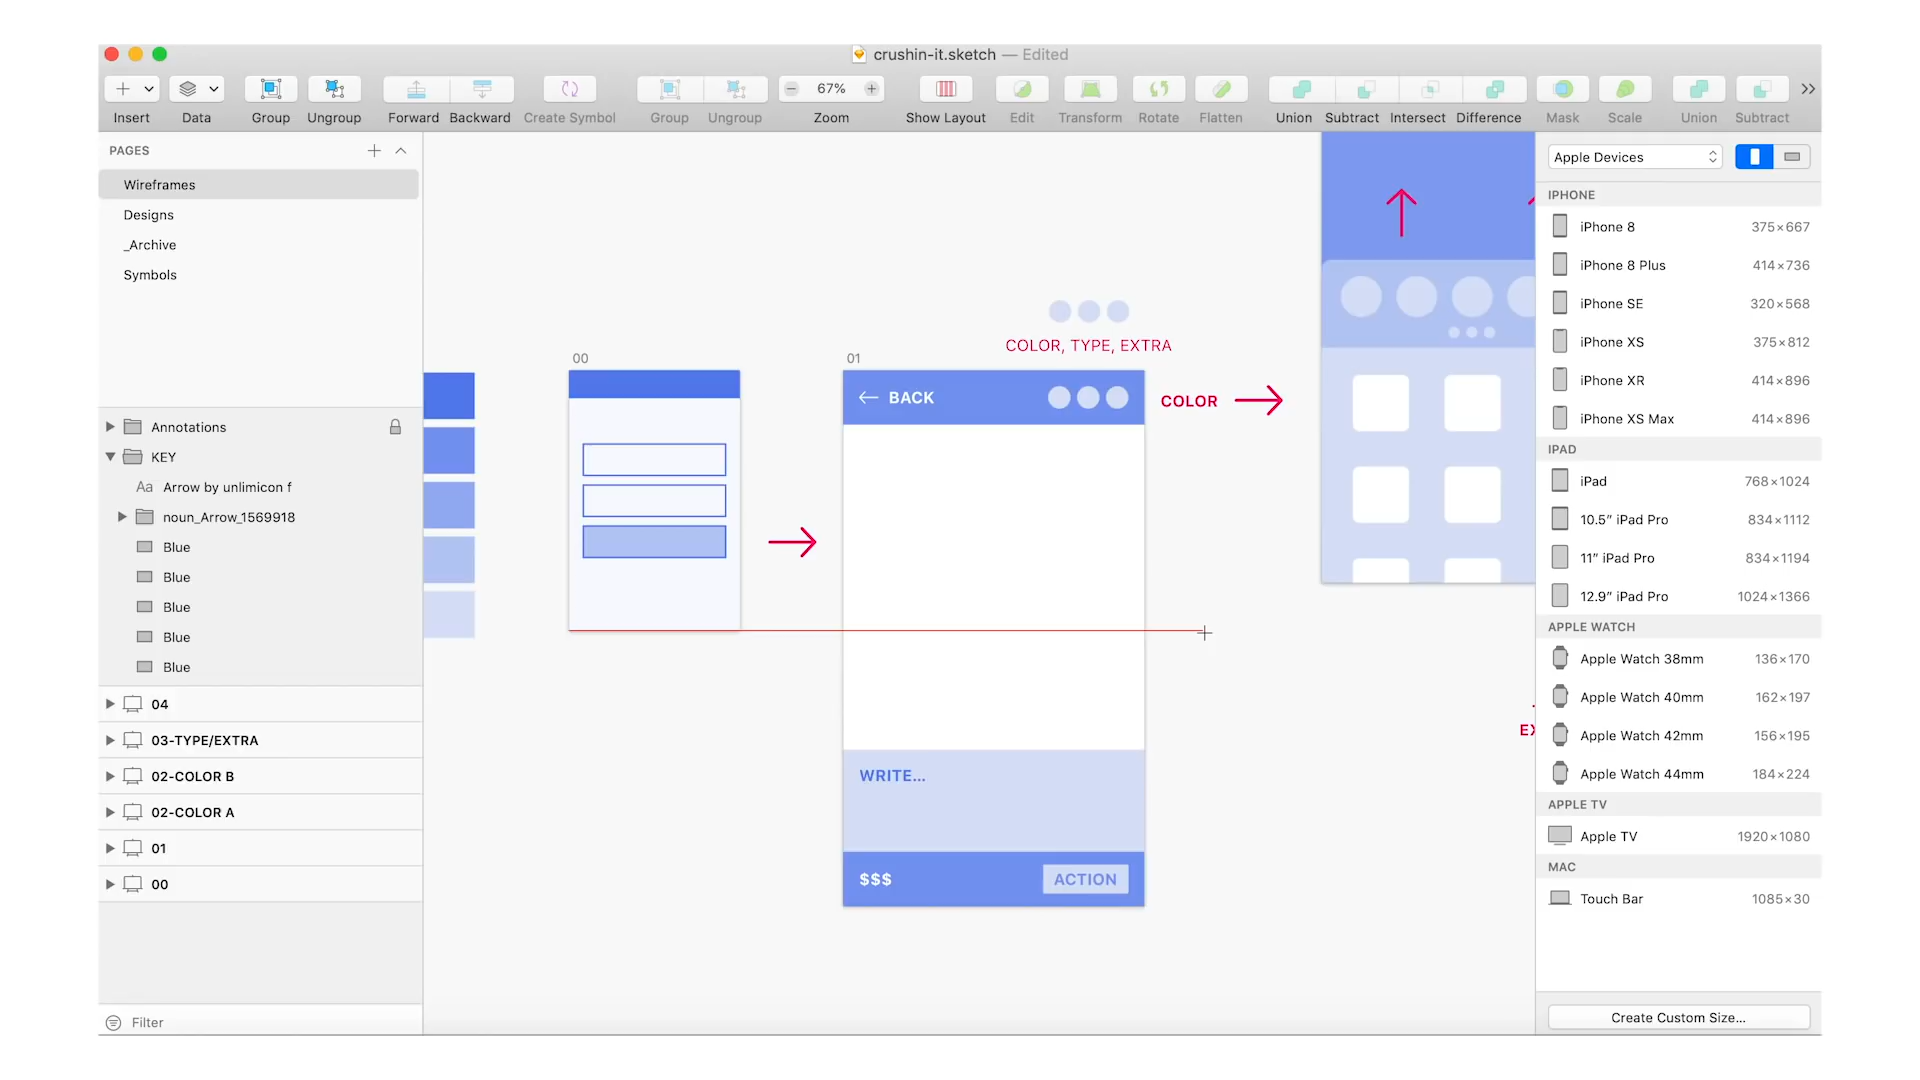 crushin-it.sketch — Edited
67%
Insert Data Group Ungroup Forward Backward Create Symbol Group Ungroup Zoom Show Layout Edit Transform Rotate Flatten Union Subtract Intersect Difference Mask Scale Union Subtract
PAGES
Wireframes
Designs
_Archive
Symbols
Annotations
KEY
Aa Arrow by unlimicon f
noun_Arrow_1569918
Blue
Blue
Blue
Blue
Blue
04
03-TYPE/EXTRA
02-COLOR B
02-COLOR A
01
00
Filter
COLOR, TYPE, EXTRA
00
01
BACK
COLOR
WRITE...
$$$
ACTION
EX
Apple Devices
IPHONE
iPhone 8 375×667
iPhone 8 Plus 414×736
iPhone SE 320×568
iPhone XS 375×812
iPhone XR 414×896
iPhone XS Max 414×896
IPAD
iPad 768×1024
10.5” iPad Pro 834×1112
11” iPad Pro 834×1194
12.9” iPad Pro 1024×1366
APPLE WATCH
Apple Watch 38mm 136×170
Apple Watch 40mm 162×197
Apple Watch 42mm 156×195
Apple Watch 44mm 184×224
APPLE TV
Apple TV 1920×1080
MAC
Touch Bar 1085×30
Create Custom Size...